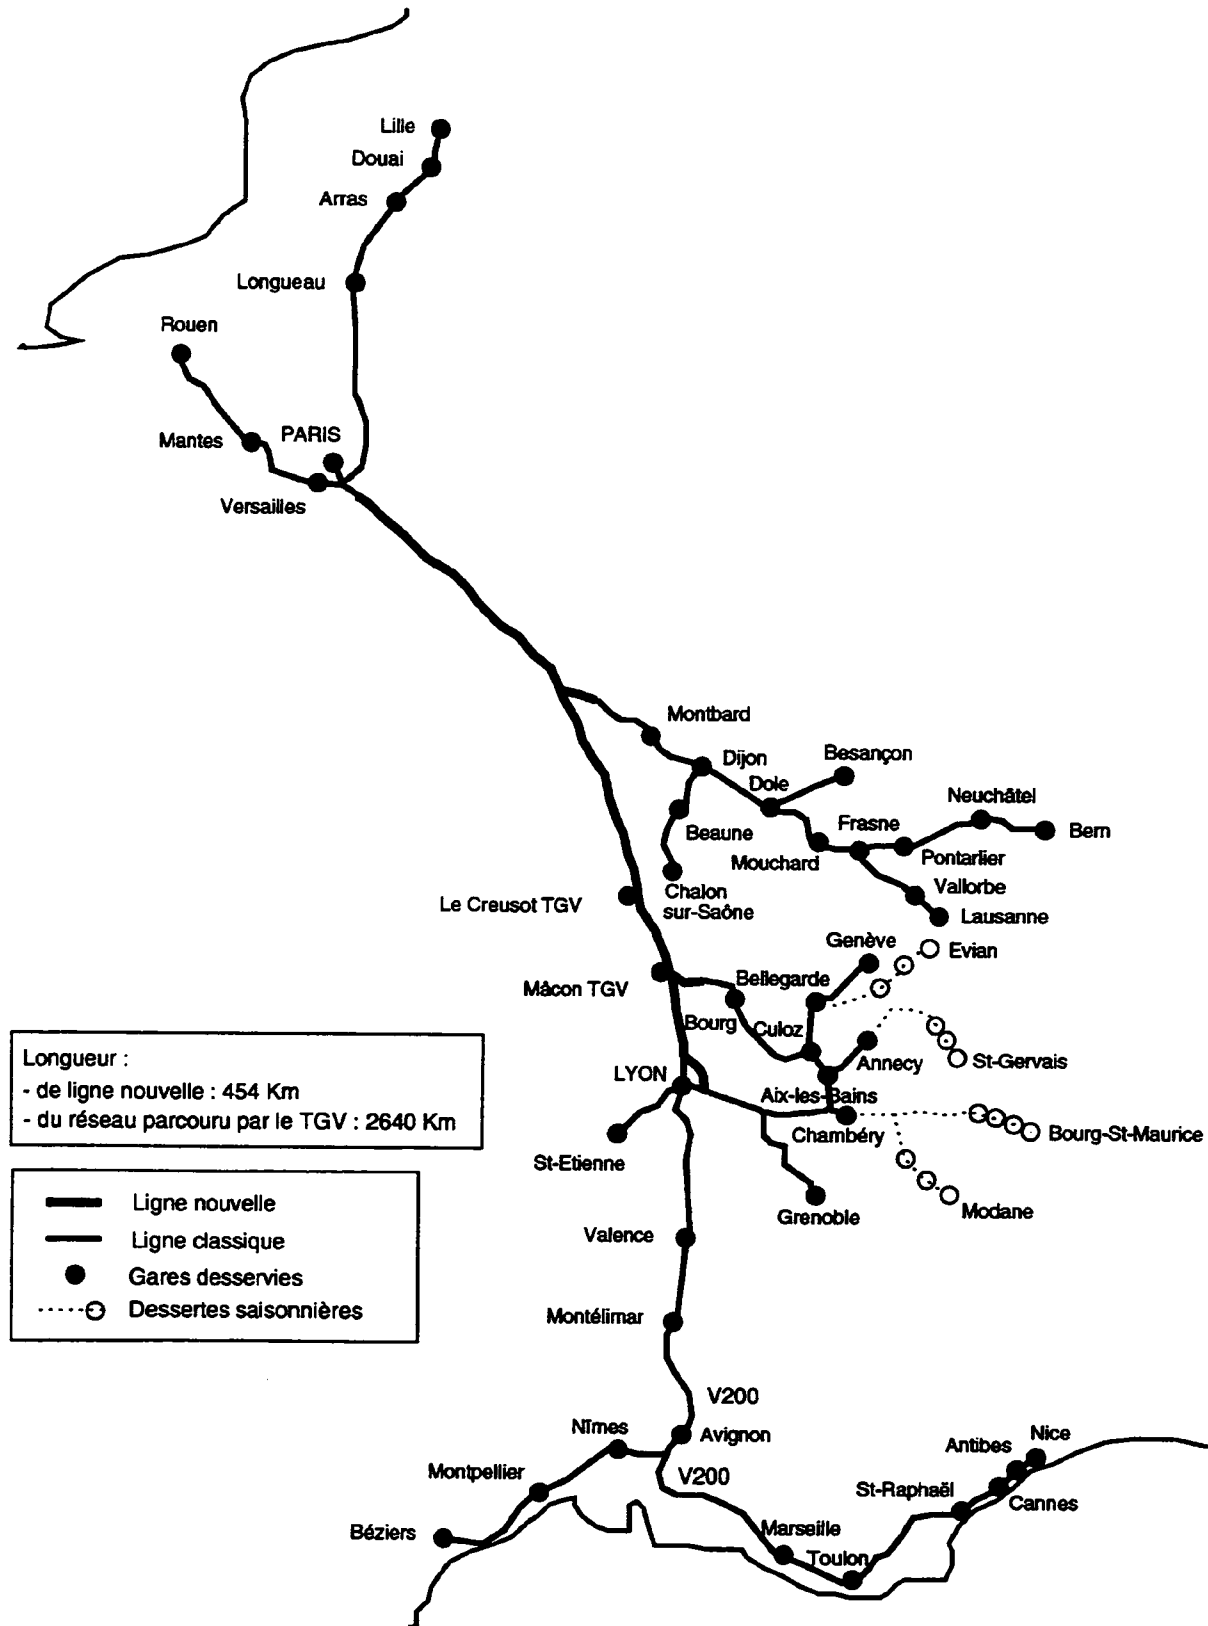 Lille
Douai
Arras
Longueau
Rouen
Mantes
PARIS
Versailles
Montbard
Dijon
Besançon
Dole
Neuchâtel
Beaune
Frasne
Bern
Mouchard
Pontarlier
Chalon
sur-Saône
Vallorbe
Le Creusot TGV
Lausanne
Genève
Evian
Bellegarde
Mâcon TGV
Bourg
Culoz
Annecy
St-Gervais
LYON
Aix-les-Bains
Chambéry
Bourg-St-Maurice
St-Etienne
Grenoble
Modane
Longueur :
- de ligne nouvelle : 454 Km
- du réseau parcouru par le TGV : 2640 Km
Ligne nouvelle
Ligne classique
Gares desservies
Dessertes saisonnières
Valence
Montélimar
V200
Nîmes
Avignon
V200
Montpellier
Béziers
Marseille
Toulon
St-Raphaël
Cannes
Antibes
Nice